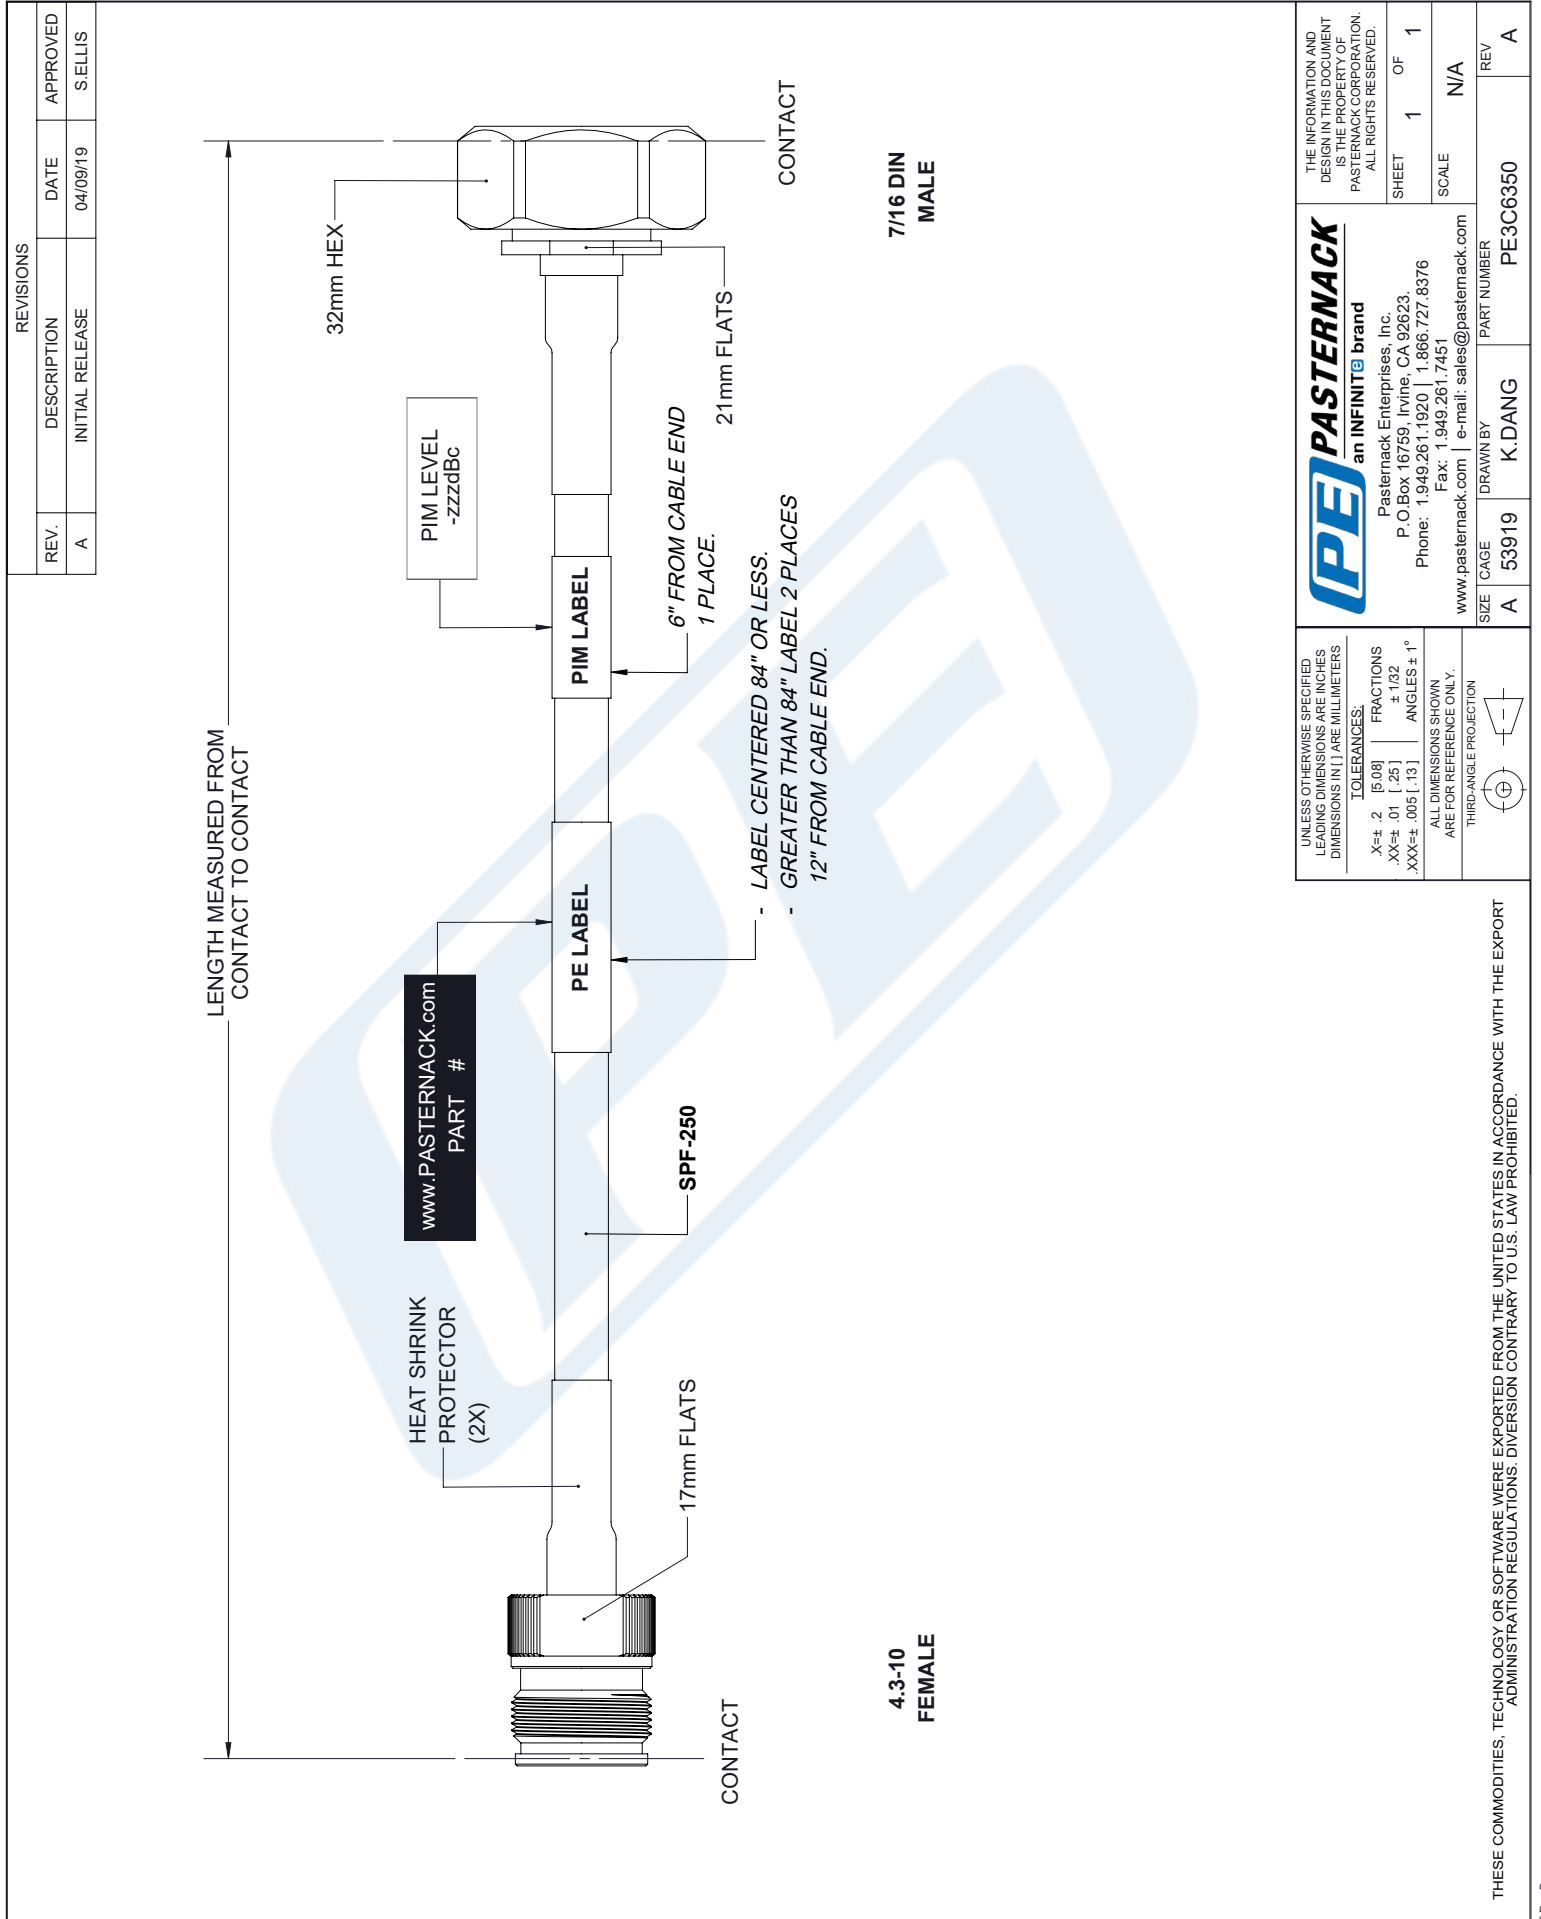 REVISIONS
REV. DESCRIPTION DATE APPROVED
A INITIAL RELEASE 04/09/19 S.ELLIS
LENGTH MEASURED FROM
CONTACT TO CONTACT
32mm HEX
PIM LEVEL
-zzzdBc
www.PASTERNACK.com
PART #
HEAT SHRINK
PROTECTOR
(2X)
PE LABEL
PIM LABEL
CONTACT
17mm FLATS
SPF-250
6" FROM CABLE END
1 PLACE.
21mm FLATS
CONTACT
- LABEL CENTERED 84" OR LESS.
- GREATER THAN 84" LABEL 2 PLACES
12" FROM CABLE END.
4.3-10
FEMALE
7/16 DIN
MALE
UNLESS OTHERWISE SPECIFIED
LEADING DIMENSIONS ARE INCHES
DIMENSIONS IN [ ] ARE MILLIMETERS
TOLERANCES:
.X=± .2 [5.08] FRACTIONS
.XX=± .01 [.25] ± 1/32
.XXX=± .005 [.13] ANGLES ± 1°
ALL DIMENSIONS SHOWN
ARE FOR REFERENCE ONLY.
THIRD-ANGLE PROJECTION
PE PASTERNACK
an INFINITe brand
Pasternack Enterprises, Inc.
P.O.Box 16759, Irvine, CA 92623.
Phone: 1.949.261.1920 | 1.866.727.8376
Fax: 1.949.261.7451
www.pasternack.com | e-mail: sales@pasternack.com
THE INFORMATION AND
DESIGN IN THIS DOCUMENT
IS THE PROPERTY OF
PASTERNACK CORPORATION.
ALL RIGHTS RESERVED.
SHEET 1 OF 1
SCALE N/A
SIZE A
CAGE 53919
DRAWN BY K.DANG
PART NUMBER PE3C6350
REV A
THESE COMMODITIES, TECHNOLOGY OR SOFTWARE WERE EXPORTED FROM THE UNITED STATES IN ACCORDANCE WITH THE EXPORT
ADMINISTRATION REGULATIONS. DIVERSION CONTRARY TO U.S. LAW PROHIBITED.
PE